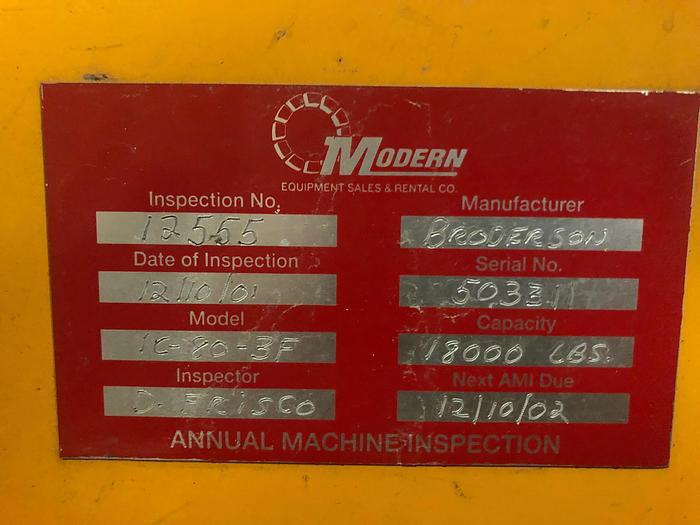 MODERN
EQUIPMENT SALES & RENTAL CO.
Inspection No.
12555
Manufacturer
BRODERSON
Date of Inspection
12/10/01
Serial No.
503311
Model
IC-80-3F
Capacity
18000 LBS.
Inspector
D. FRISCO
Next AMI Due
12/10/02
ANNUAL MACHINE INSPECTION